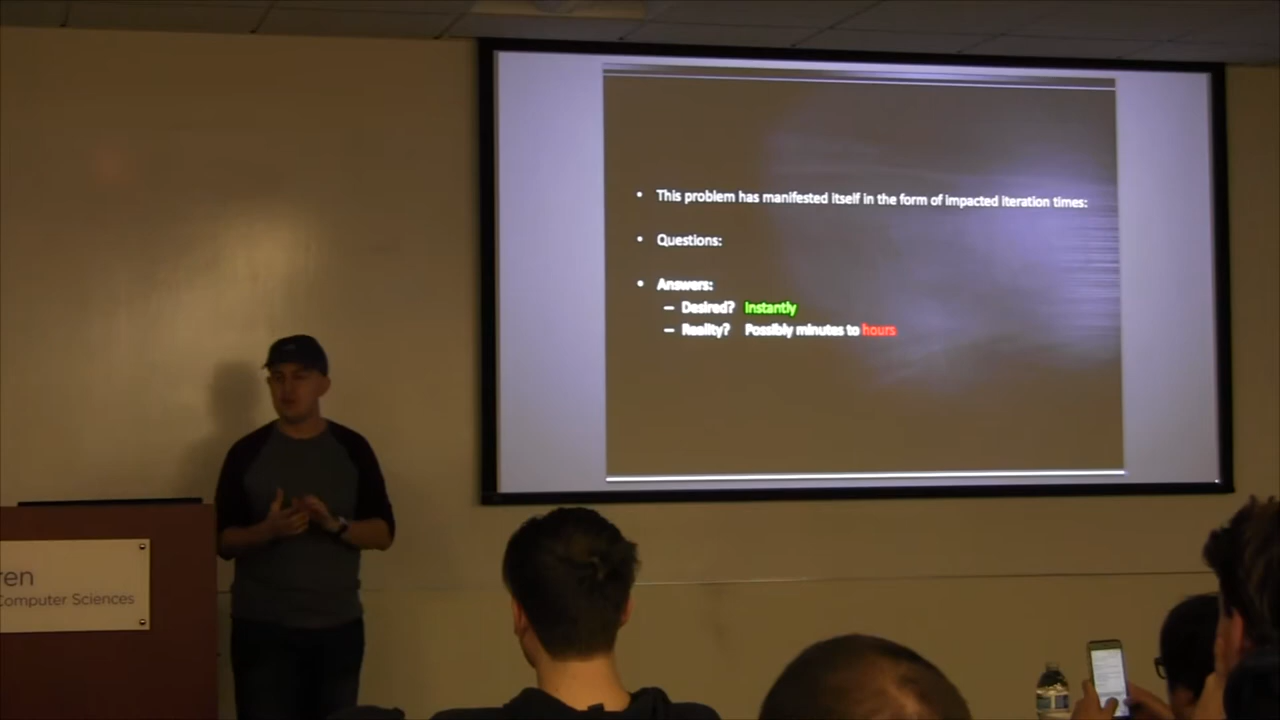 • This problem has manifested itself in the form of impacted iteration times:
• Questions:
• Answers:
– Desired? Instantly
– Reality? Possibly minutes to hours
ren
Computer Sciences